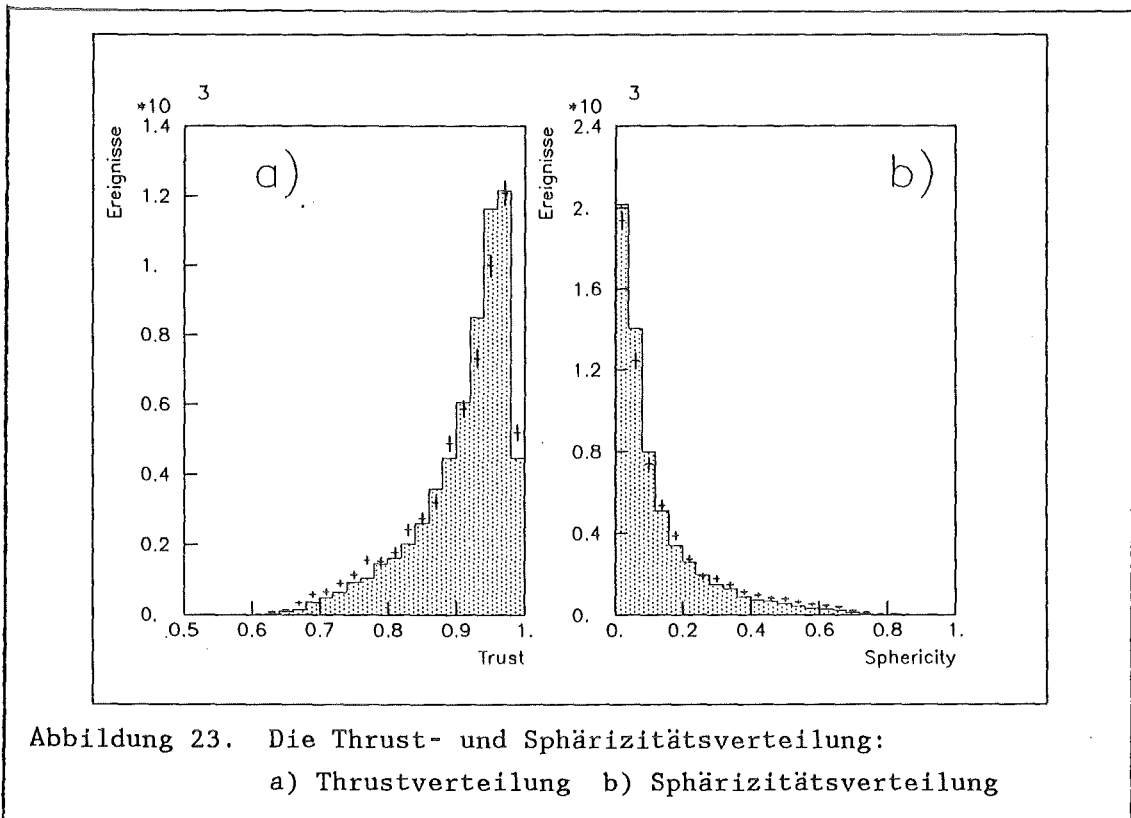 *10 3
1.4
1.2
1.
0.8
0.6
0.4
0.2
0.
Ereignisse
a)
0.5 0.6 0.7 0.8 0.9 1.
Trust
*10 3
2.4
2.
1.6
1.2
0.8
0.4
0.
Ereignisse
b)
0. 0.2 0.4 0.6 0.8 1.
Sphericity
Abbildung 23. Die Thrust- und Sphärizitätsverteilung:
a) Thrustverteilung b) Sphärizitätsverteilung